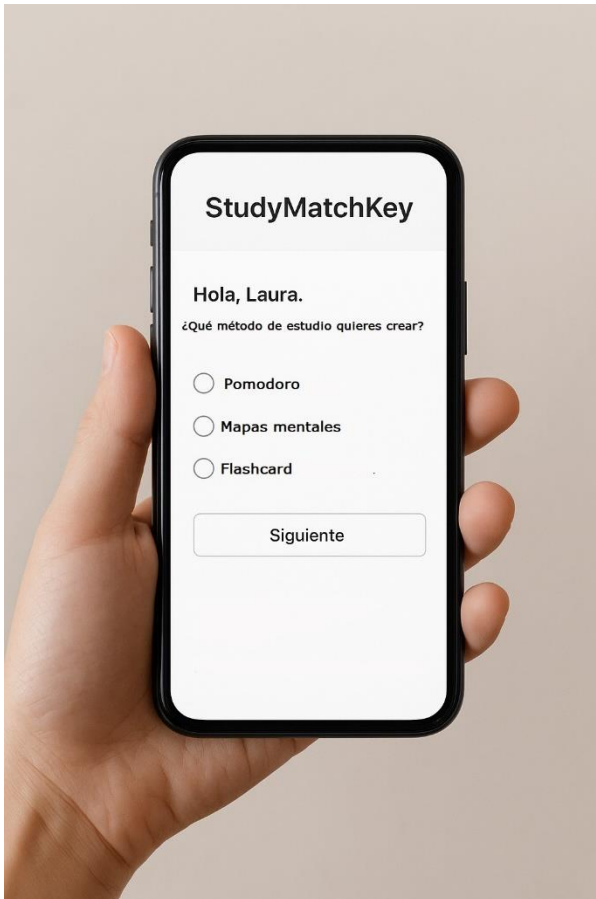 StudyMatchKey
Hola, Laura.
¿Qué método de estudio quieres crear?
Pomodoro
Mapas mentales
Flashcard
Siguiente